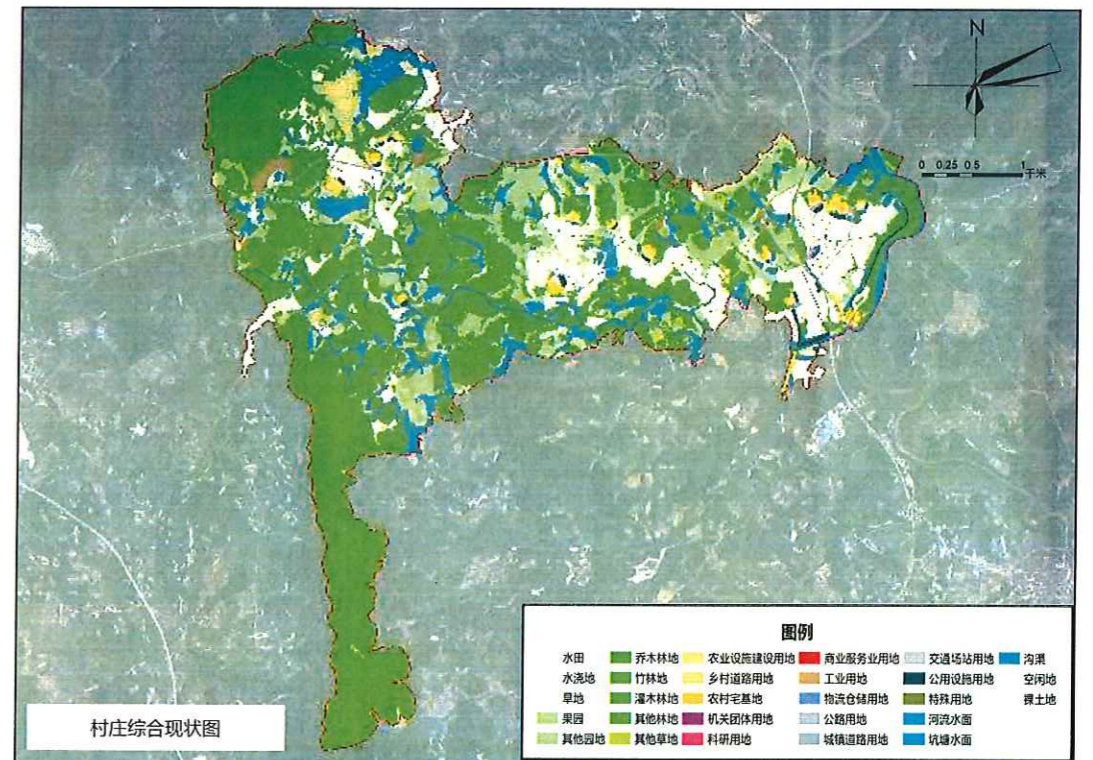 N
0 0.25 0.5 1
千米
图例
水田 乔木林地 农业设施建设用地 商业服务业用地 交通场站用地 沟渠
水浇地 竹林地 乡村道路用地 工业用地 公用设施用地 空闲地
旱地 灌木林地 农村宅基地 物流仓储用地 特殊用地 裸土地
果园 其他林地 机关团体用地 公路用地 河流水面
其他园地 其他草地 科研用地 城镇道路用地 坑塘水面
村庄综合现状图